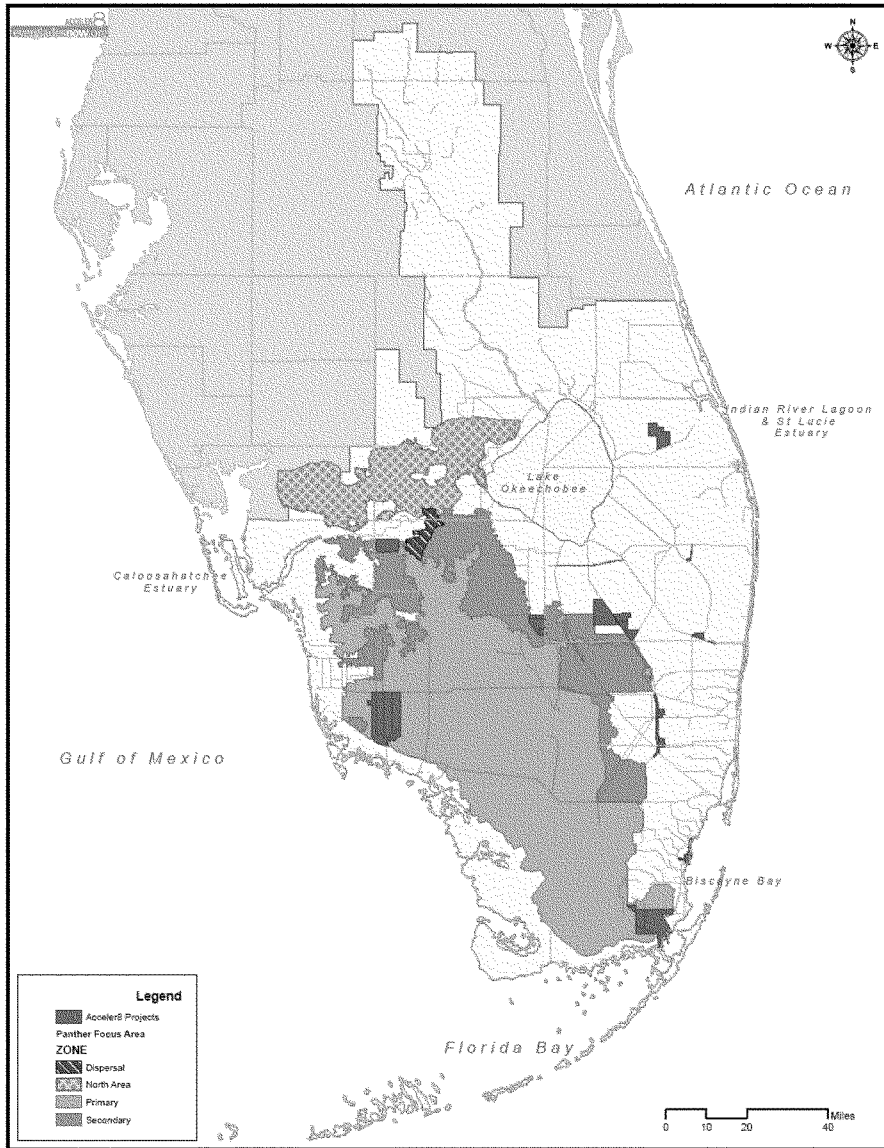 ACCELER8
N
W E
S
Atlantic Ocean
Indian River Lagoon
& St Lucie
Estuary
Lake
Okeechobee
Caloosahatchee
Estuary
Gulf of Mexico
Biscayne Bay
Florida Bay
Legend
Acceler8 Projects
Panther Focus Area
ZONE
Dispersal
North Area
Primary
Secondary
Miles
0 10 20 40